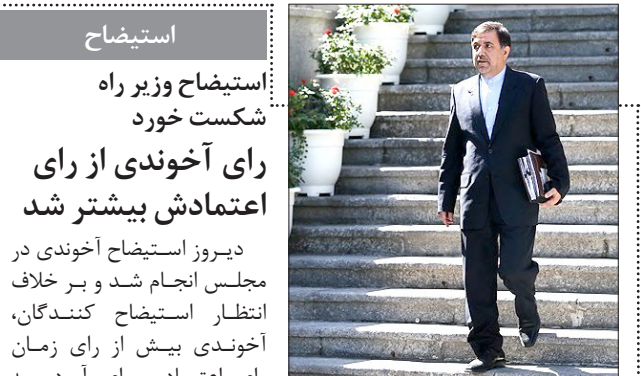 استیضاح
استیضاح وزیر راه
شکست خورد
رای آخوندی از رای
اعتمادش بیشتر شد
دیروز استیضاح آخوندی در
مجلس انجام شد و بر خلاف
انتظار استیضاح کنندگان،
آخوندی بیش از رای زمان